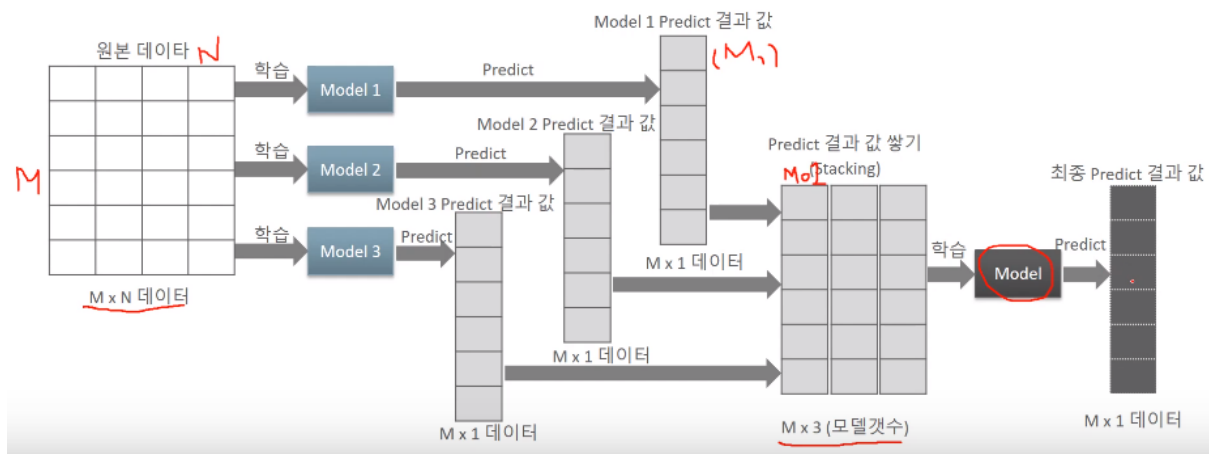 Model 1 Predict 결과 값
원본 데이타 N
(M,)
학습
Model 1
Predict
Model 2 Predict 결과 값
학습
Model 2
Predict
Predict 결과 값 쌓기
(Stacking)
M
최종 Predict 결과 값
Model 3 Predict 결과 값
학습
Model 3
Predict
학습
Model
Predict
M x 1 데이터
M x N 데이터
M x 1 데이터
M x 1 데이터
M x 3 (모델갯수)
M x 1 데이터